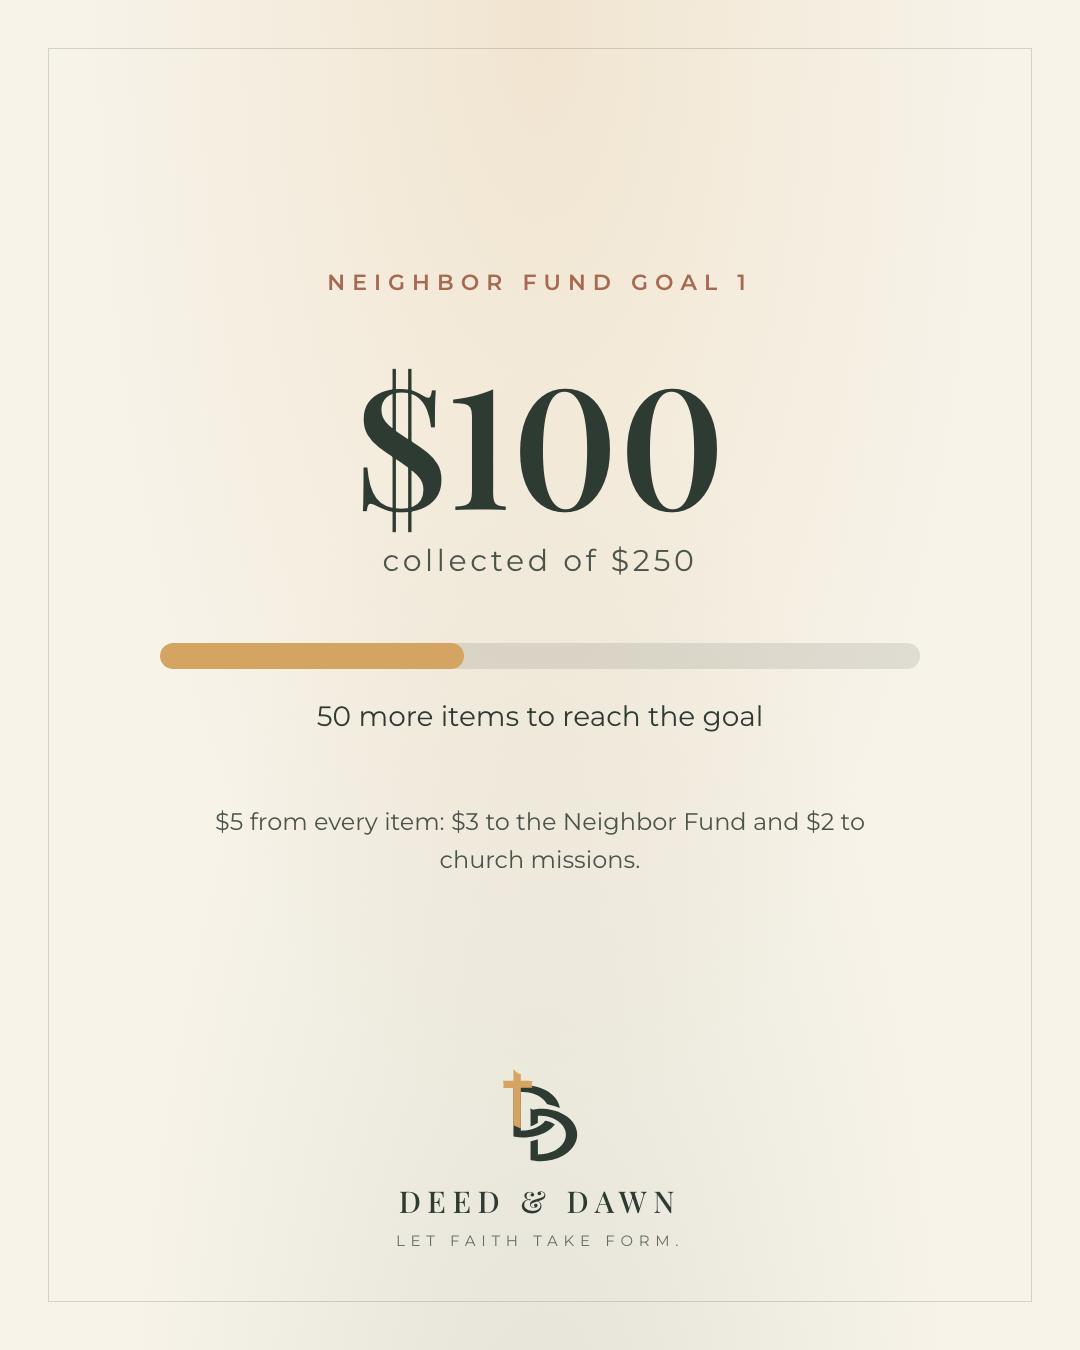 NEIGHBOR FUND GOAL 1
$100
collected of $250
50 more items to reach the goal
$5 from every item: $3 to the Neighbor Fund and $2 to
church missions.
DEED & DAWN
LET FAITH TAKE FORM.